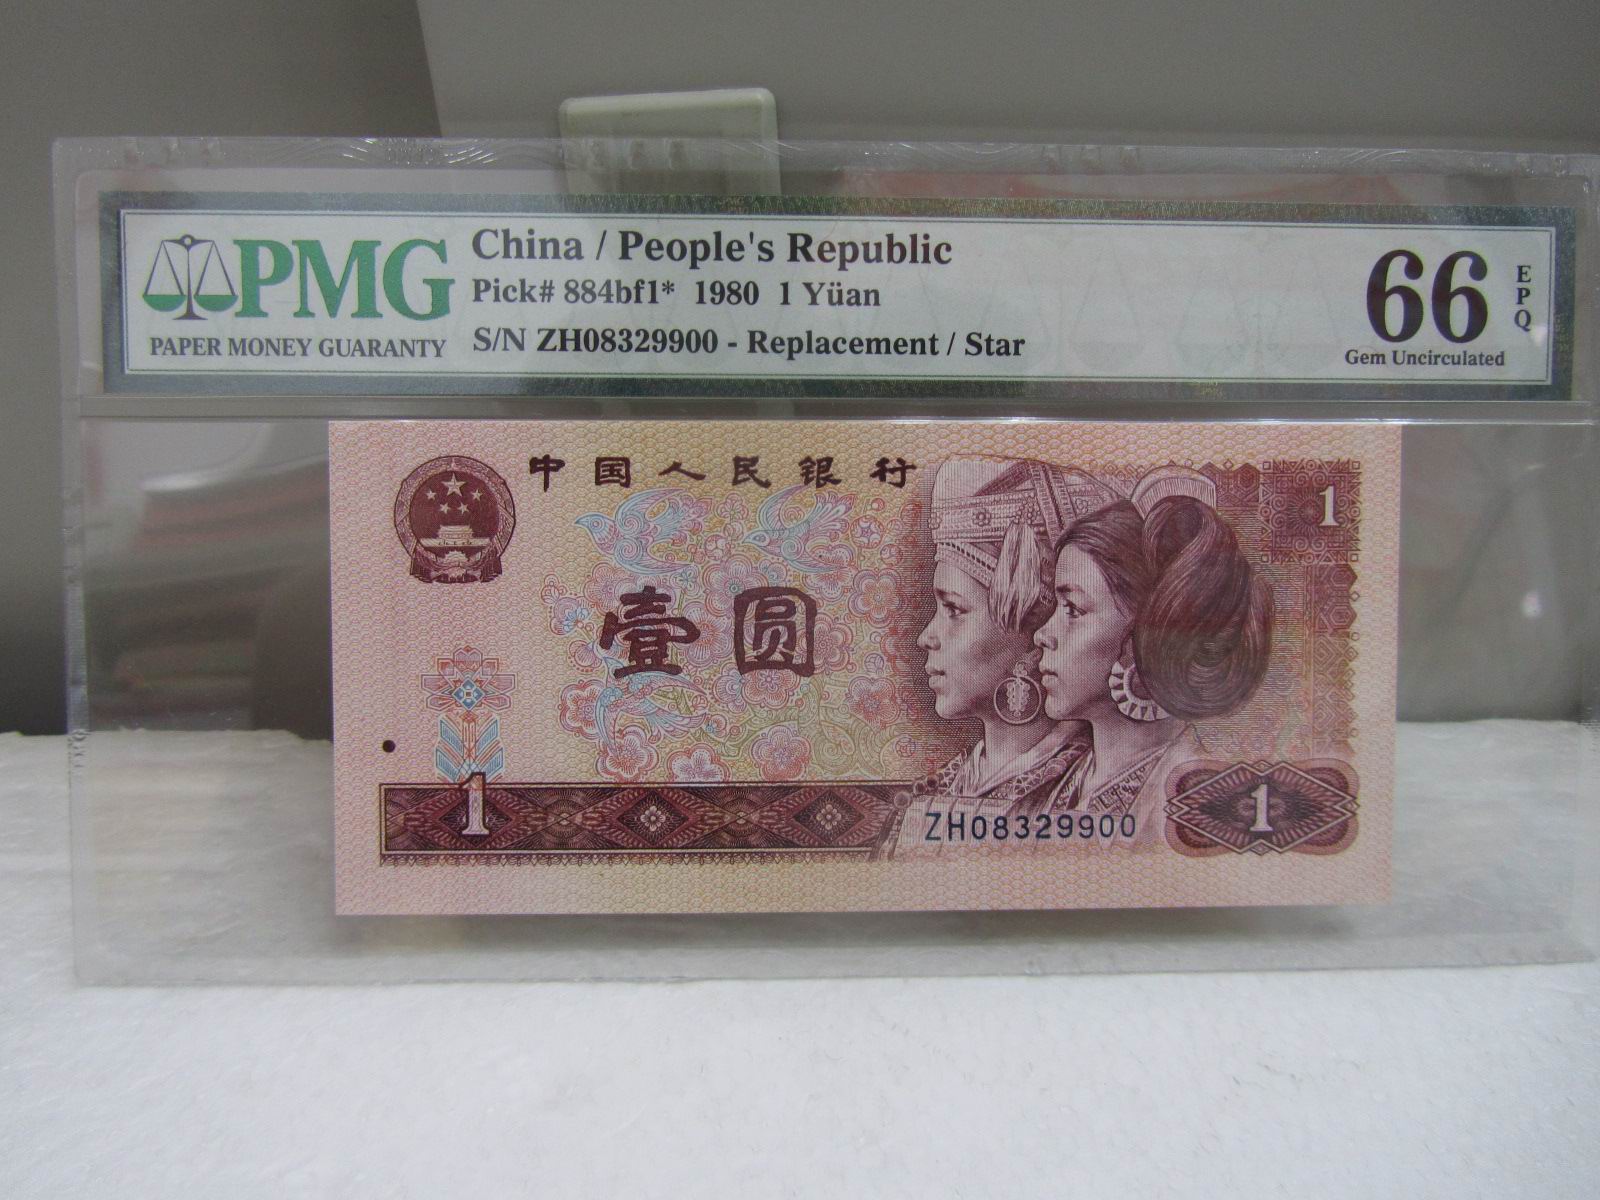 PMG
PAPER MONEY GUARANTY
China / People's Republic
Pick# 884bf1* 1980 1 Yüan
S/N ZH08329900 - Replacement / Star
66
EPQ
Gem Uncirculated
中国人民银行
1
壹圆
1
ZH08329900
1